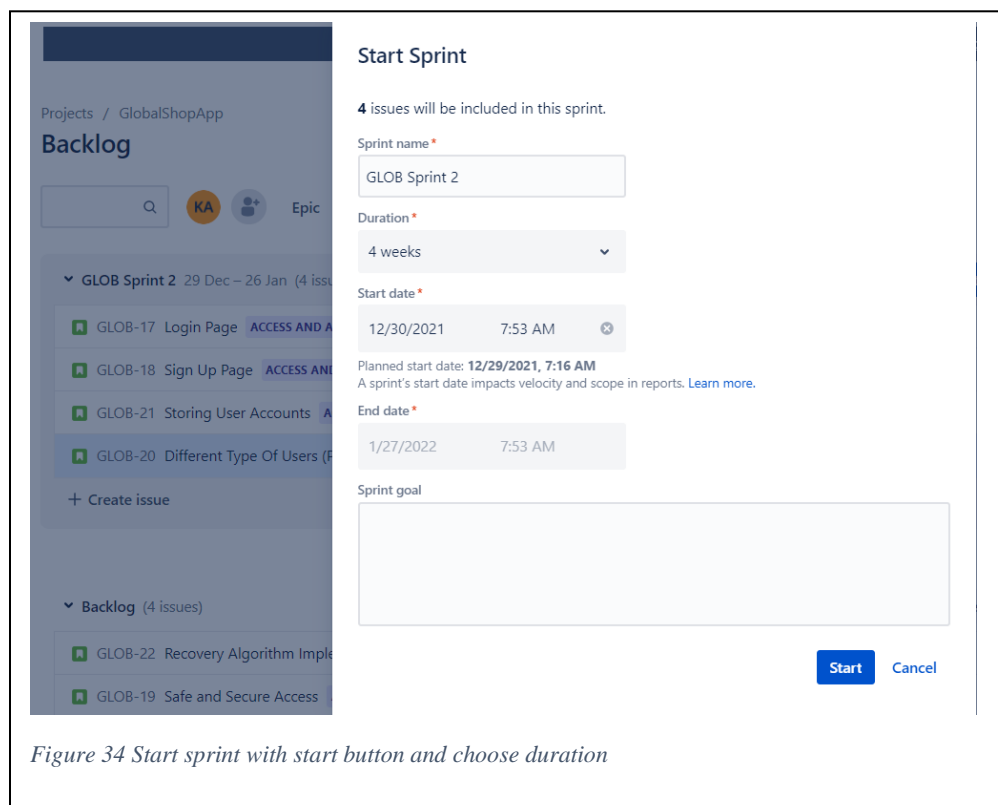 Projects / GlobalShopApp
Backlog
KA
Epic
GLOB Sprint 2 29 Dec – 26 Jan (4
GLOB-17 Login Page ACCESS AND
GLOB-18 Sign Up Page ACCESS
GLOB-21 Storing User Accounts
GLOB-20 Different Type Of Users
+ Create issue
Backlog (4 issues)
GLOB-22 Recovery Algorithm
GLOB-19 Safe and Secure Access
Start Sprint
4 issues will be included in this sprint.
Sprint name*
GLOB Sprint 2
Duration*
4 weeks
Start date*
12/30/2021 7:53 AM
Planned start date: 12/29/2021, 7:16 AM
A sprint's start date impacts velocity and scope in reports. Learn more.
End date*
1/27/2022 7:53 AM
Sprint goal
Start Cancel
Figure 34 Start sprint with start button and choose duration